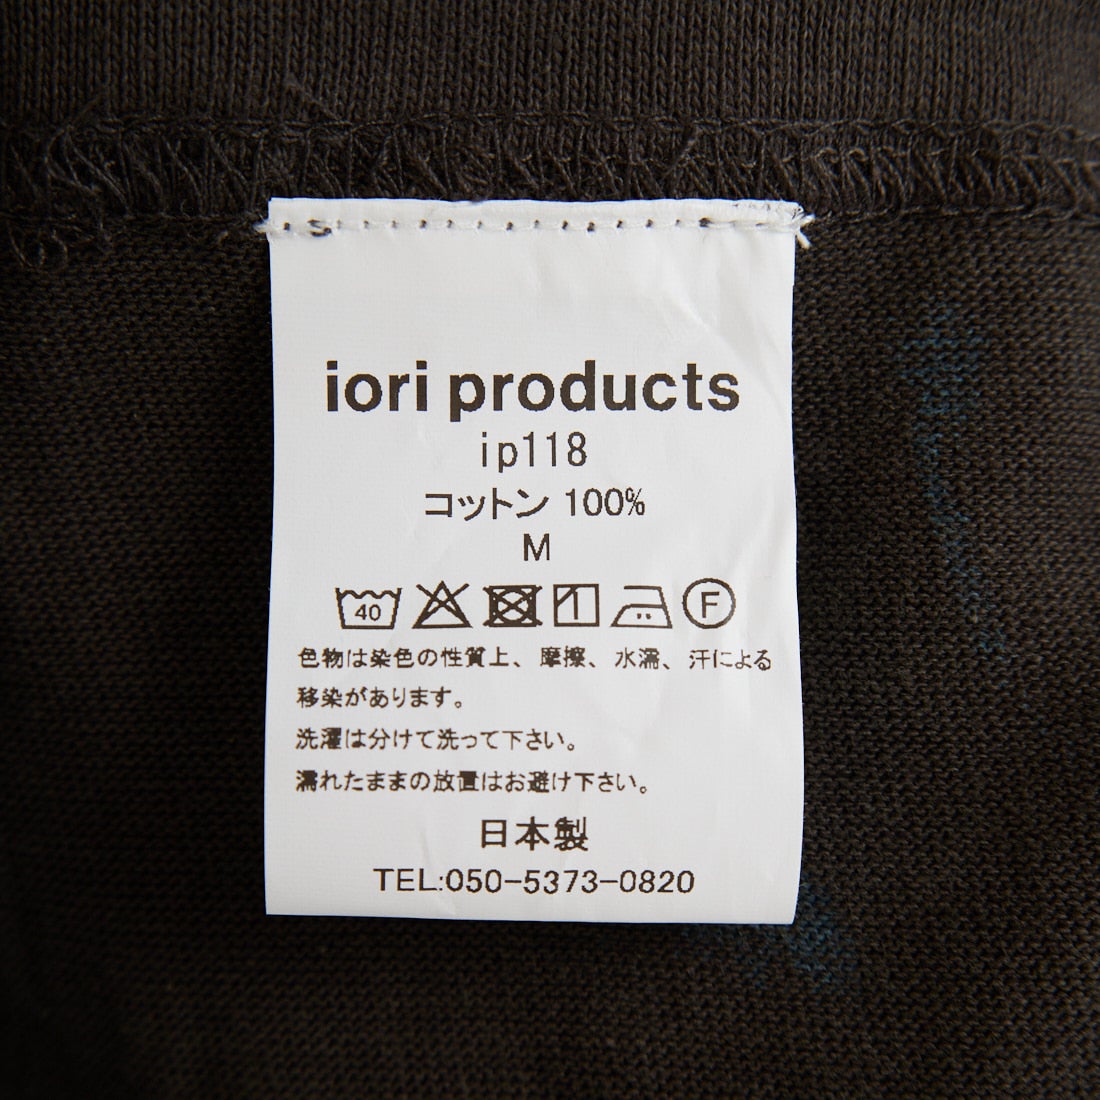 iori products
ip118
コットン 100%
M
40 F
色物は染色の性質上、摩擦、水濡、汗による
移染があります。
洗濯は分けて洗って下さい。
濡れたままの放置はお避け下さい。
日本製
TEL:050-5373-0820